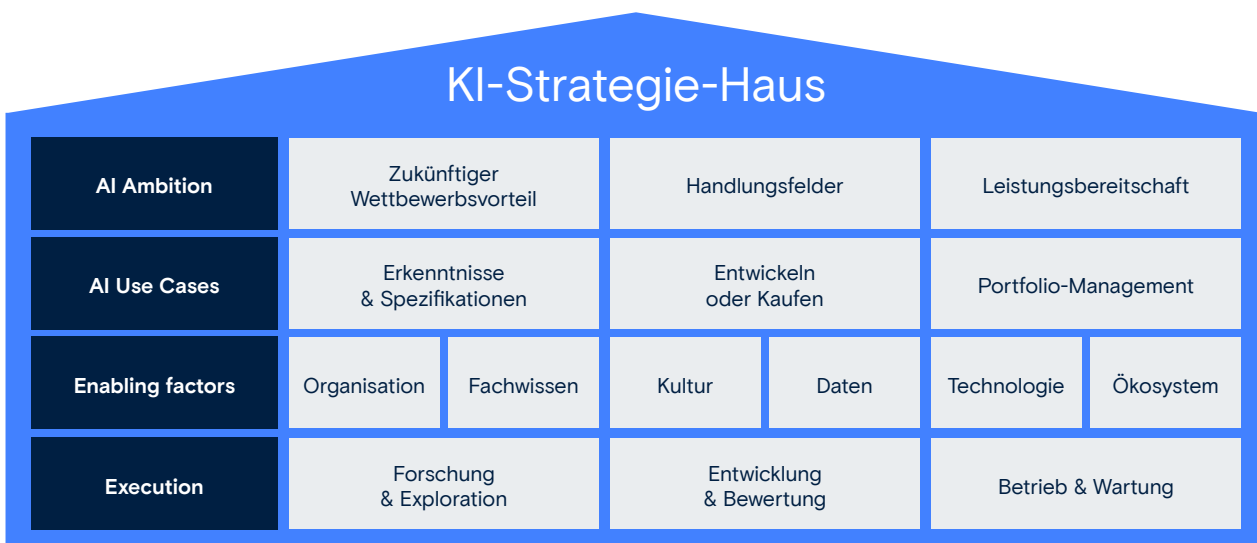 KI-Strategie-Haus
AI Ambition
Zukünftiger
Wettbewerbsvorteil
Handlungsfelder
Leistungsbereitschaft
AI Use Cases
Erkenntnisse
& Spezifikationen
Entwickeln
oder Kaufen
Portfolio-Management
Enabling factors
Organisation
Fachwissen
Kultur
Daten
Technologie
Ökosystem
Execution
Forschung
& Exploration
Entwicklung
& Bewertung
Betrieb & Wartung